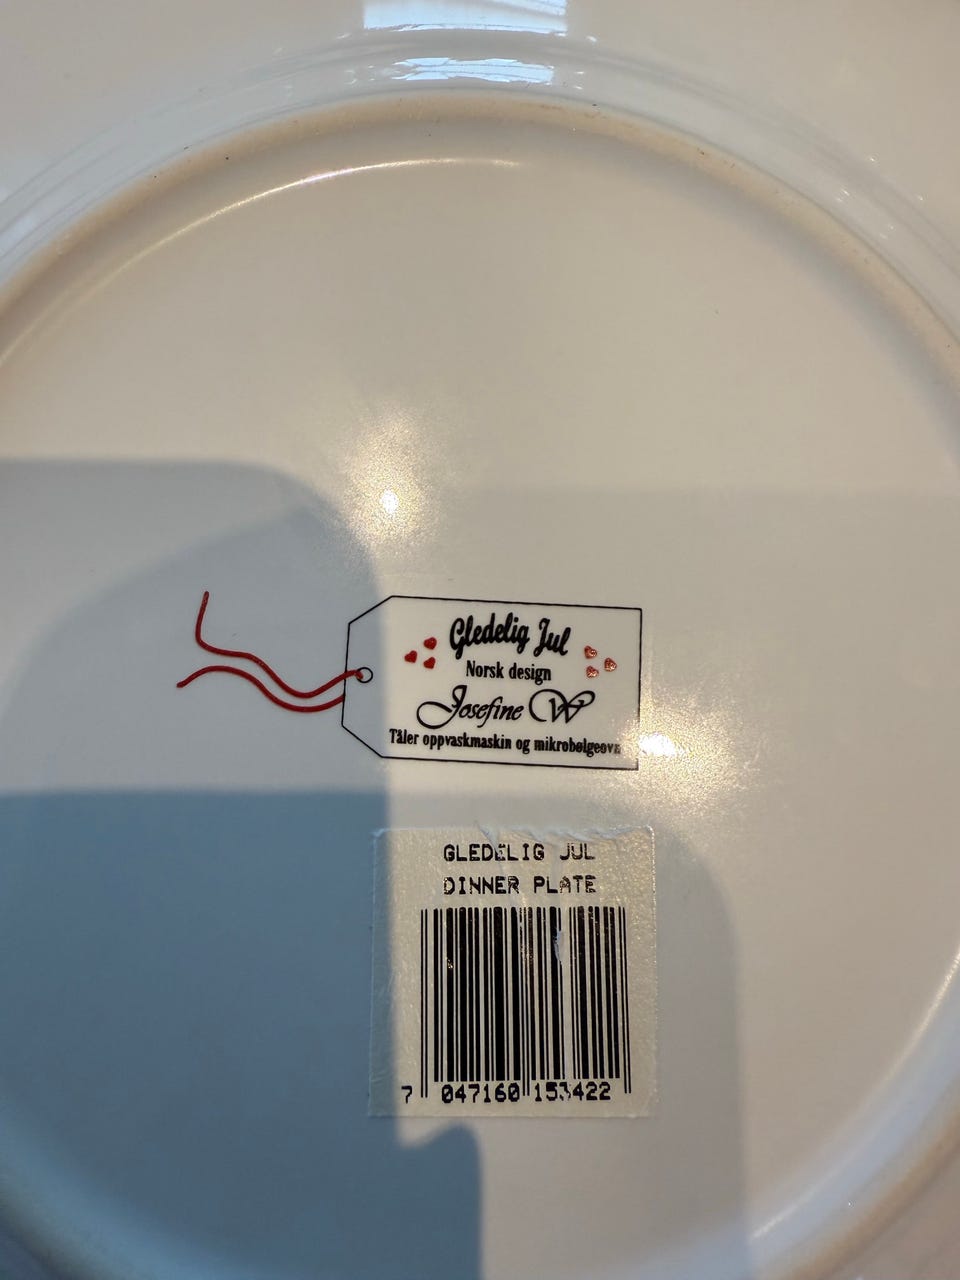 Gledelig Jul
Norsk design
Josefine W
Tåler oppvaskmaskin og mikrobølgeovn
GLEDELIG JUL
DINNER PLATE
7 047160 153422